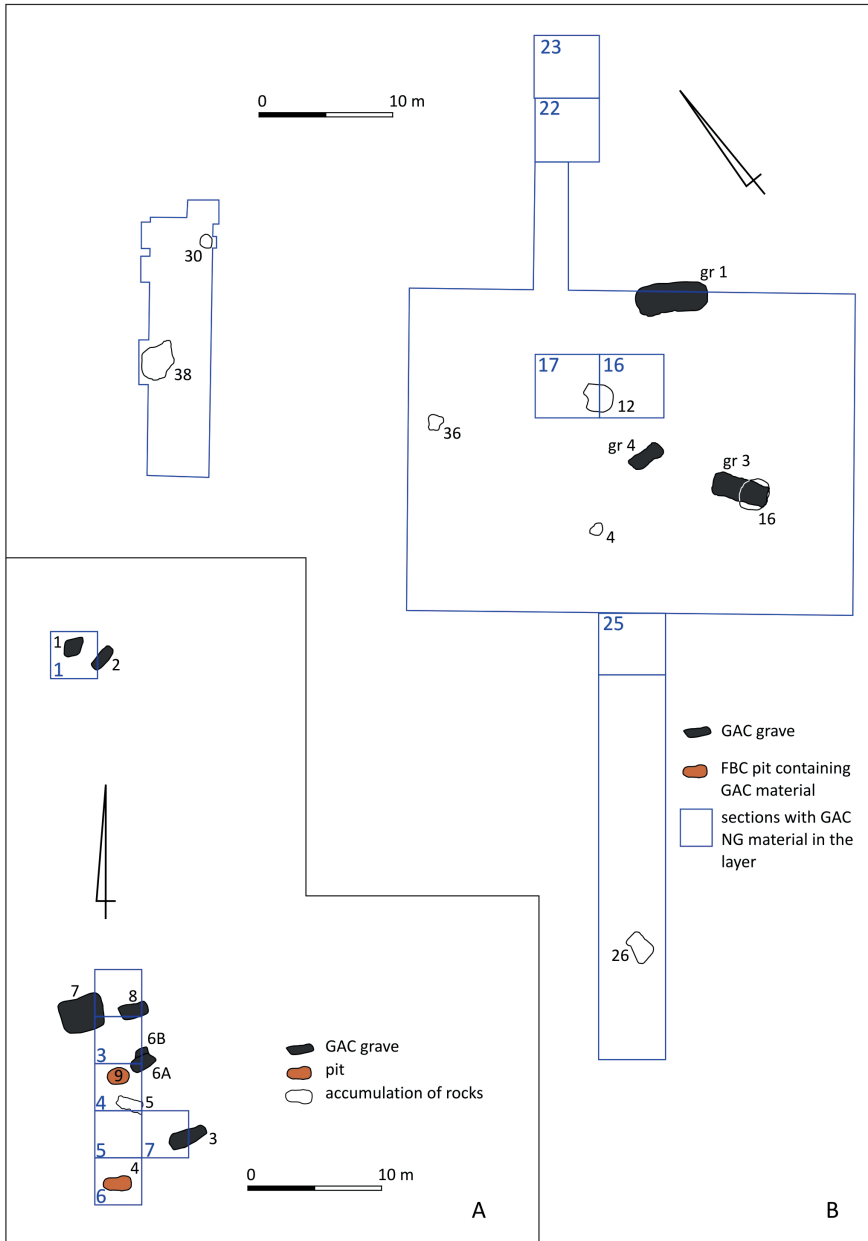 23
22
0 10 m
30
38
gr 1
17 16
12
36
gr 4
gr 3
16
4
25
GAC grave
FBC pit containing
GAC material
sections with GAC
NG material in the
layer
26
B
1
1
2
7
8
6B
3
6A
9
4
5
5
7
3
4
6
GAC grave
pit
accumulation of rocks
0 10 m
A